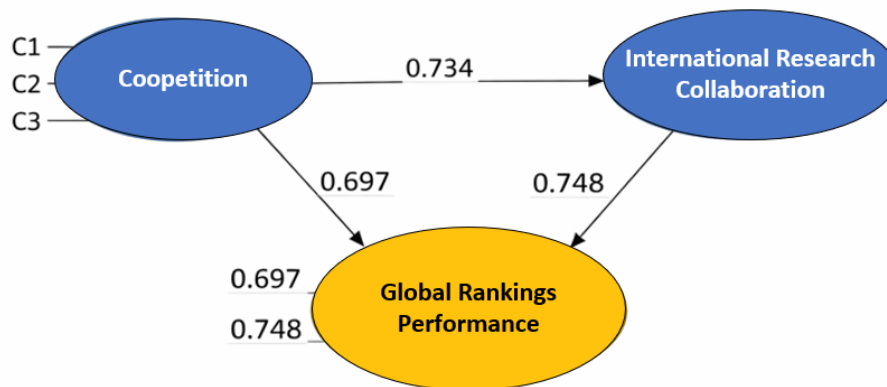 C1
C2
C3
Coopetition
0.734
International Research
Collaboration
0.697
0.748
0.697
0.748
Global Rankings
Performance